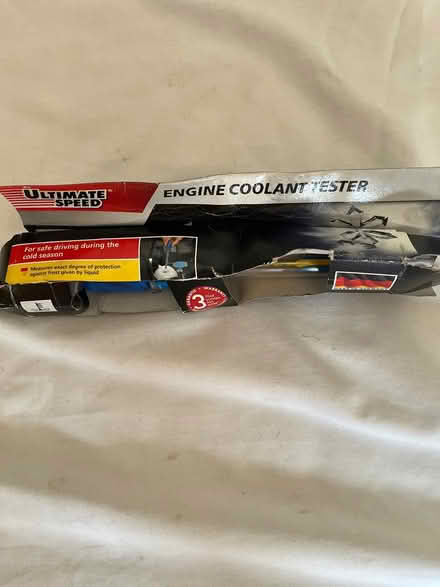 ULTIMATE
SPEED
ENGINE COOLANT TESTER
For safe driving during the
cold season
Measures exact degree of protection
against frost given by liquid
3
E